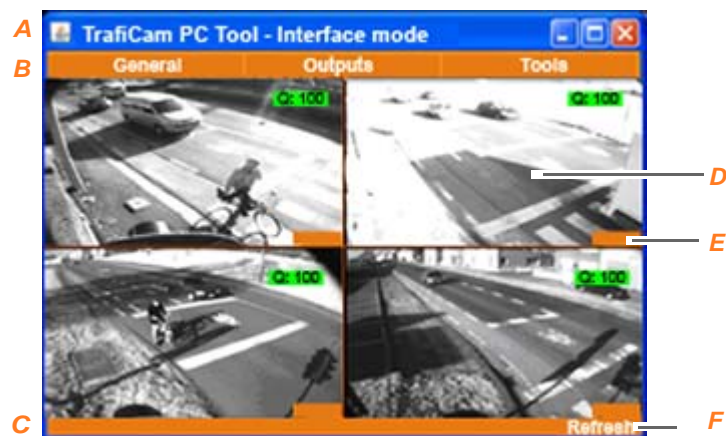 A TrafiCam PC Tool - Interface mode
B General Outputs Tools
Q: 100 Q: 100
D
E
Q: 100 Q: 100
C Refresh F